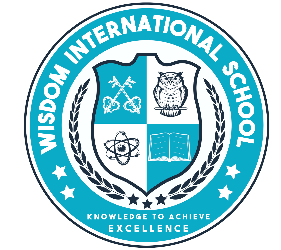 WISDOM INTERNATIONAL SCHOOL
KNOWLEDGE TO ACHIEVE
EXCELLENCE